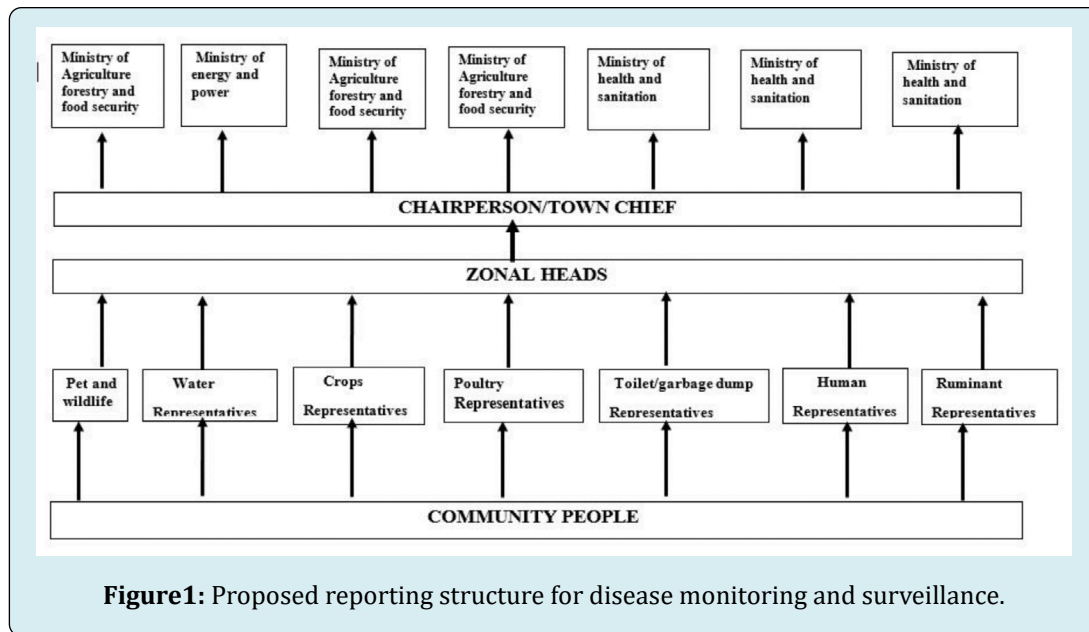 Ministry of
Agriculture
forestry and
food security
Ministry of
energy and
power
Ministry of
Agriculture
forestry and
food security
Ministry of
Agriculture
forestry and
food security
Ministry of
health and
sanitation
Ministry of
health and
sanitation
Ministry of
health and
sanitation
CHAIRPERSON/TOWN CHIEF
ZONAL HEADS
Pet and
wildlife
Water
Representatives
Crops
Representatives
Poultry
Representatives
Toilet/garbage dump
Representatives
Human
Representatives
Ruminant
Representatives
COMMUNITY PEOPLE
Figure1: Proposed reporting structure for disease monitoring and surveillance.